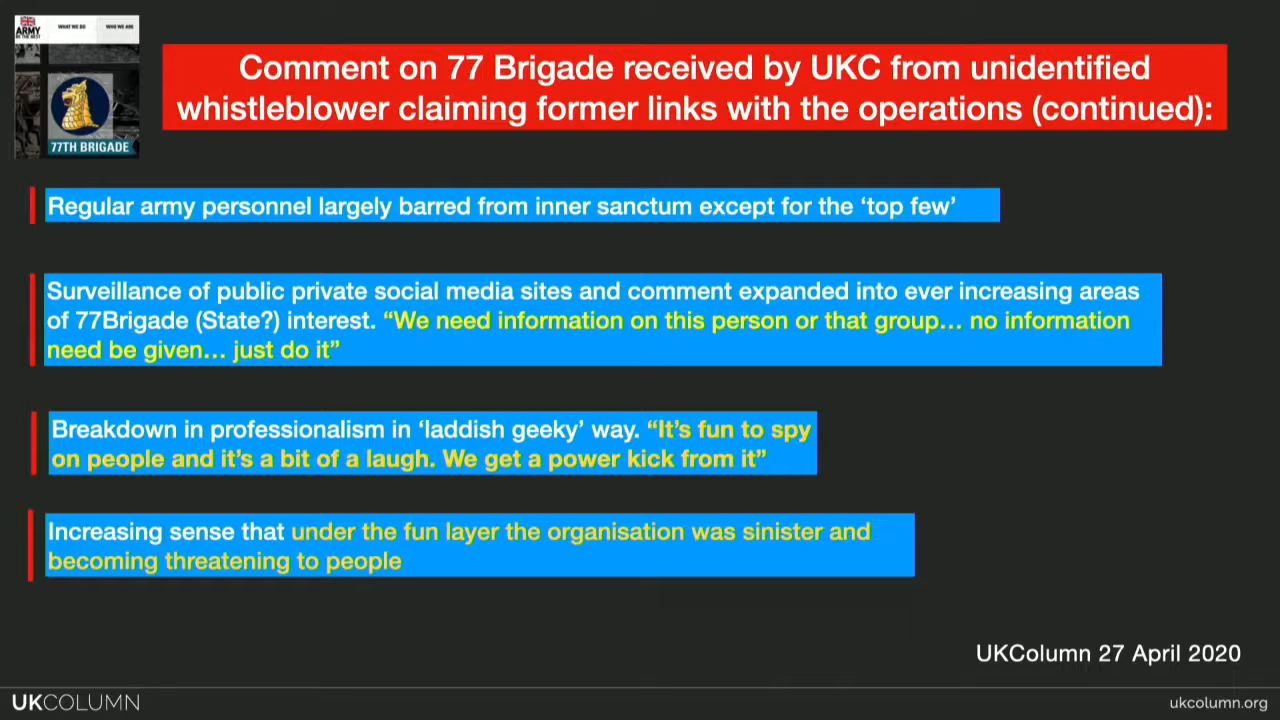 ARMY
BE THE BEST
WHAT WE DO
WHO WE ARE
77TH BRIGADE
Comment on 77 Brigade received by UKC from unidentified
whistleblower claiming former links with the operations (continued):
Regular army personnel largely barred from inner sanctum except for the ‘top few’
Surveillance of public private social media sites and comment expanded into ever increasing areas
of 77Brigade (State?) interest. “We need information on this person or that group… no information
need be given… just do it”
Breakdown in professionalism in ‘laddish geeky’ way. “It’s fun to spy
on people and it’s a bit of a laugh. We get a power kick from it”
Increasing sense that under the fun layer the organisation was sinister and
becoming threatening to people
UKColumn 27 April 2020
UKCOLUMN
ukcolumn.org